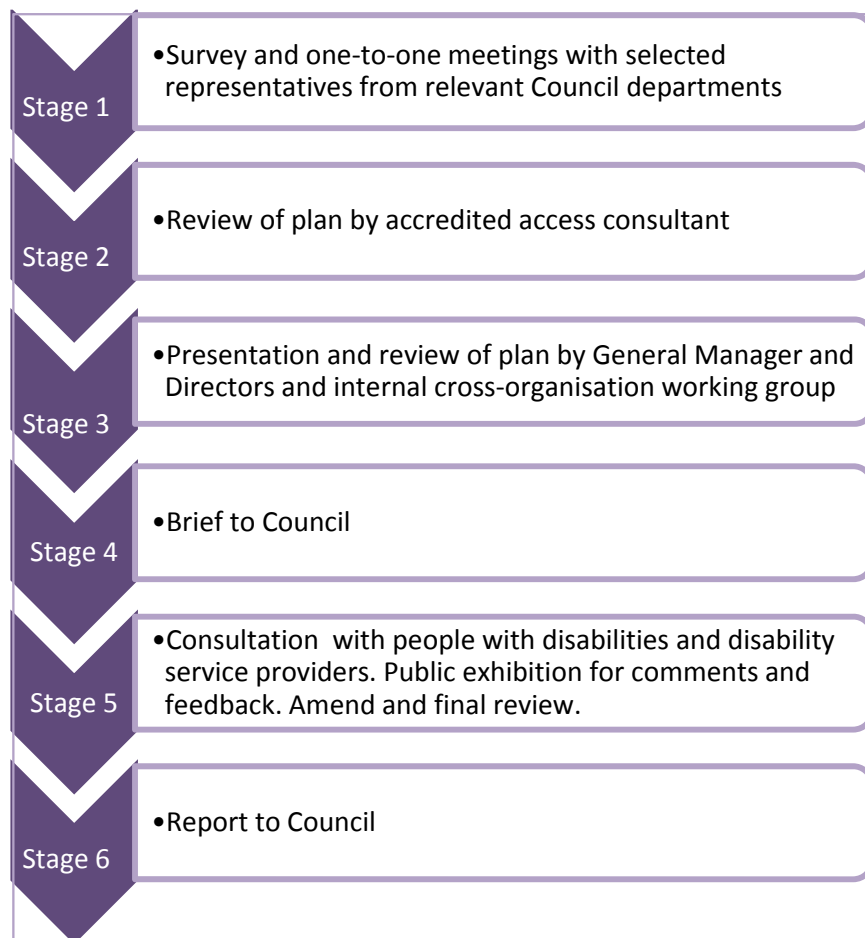 Stage 1
•Survey and one-to-one meetings with selected
representatives from relevant Council departments
Stage 2
•Review of plan by accredited access consultant
Stage 3
•Presentation and review of plan by General Manager and
Directors and internal cross-organisation working group
Stage 4
•Brief to Council
Stage 5
•Consultation  with people with disabilities and disability
service providers. Public exhibition for comments and
feedback. Amend and final review.
Stage 6
•Report to Council